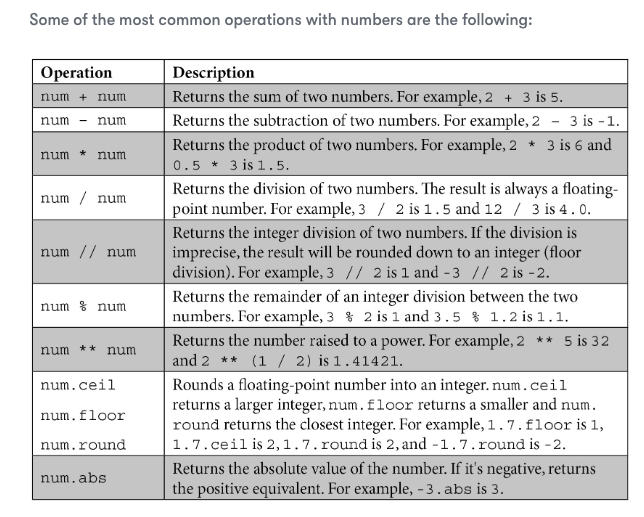 Some of the most common operations with numbers are the following:
Operation Description
num + num Returns the sum of two numbers. For example, 2 + 3 is 5.
num - num Returns the subtraction of two numbers. For example, 2 - 3 is -1.
num * num Returns the product of two numbers. For example, 2 * 3 is 6 and
0.5 * 3 is 1.5.
num / num Returns the division of two numbers. The result is always a floating-
point number. For example, 3 / 2 is 1.5 and 12 / 3 is 4.0.
num // num Returns the integer division of two numbers. If the division is
imprecise, the result will be rounded down to an integer (floor
division). For example, 3 // 2 is 1 and -3 // 2 is -2.
num % num Returns the remainder of an integer division between the two
numbers. For example, 3 % 2 is 1 and 3.5 % 1.2 is 1.1.
num ** num Returns the number raised to a power. For example, 2 ** 5 is 32
and 2 ** (1 / 2) is 1.41421.
num.ceil
num.floor
num.round
Rounds a floating-point number into an integer. num.ceil
returns a larger integer, num.floor returns a smaller and num.
round returns the closest integer. For example, 1.7.floor is 1,
1.7.ceil is 2, 1.7.round is 2, and -1.7.round is -2.
num.abs Returns the absolute value of the number. If it's negative, returns
the positive equivalent. For example, -3.abs is 3.